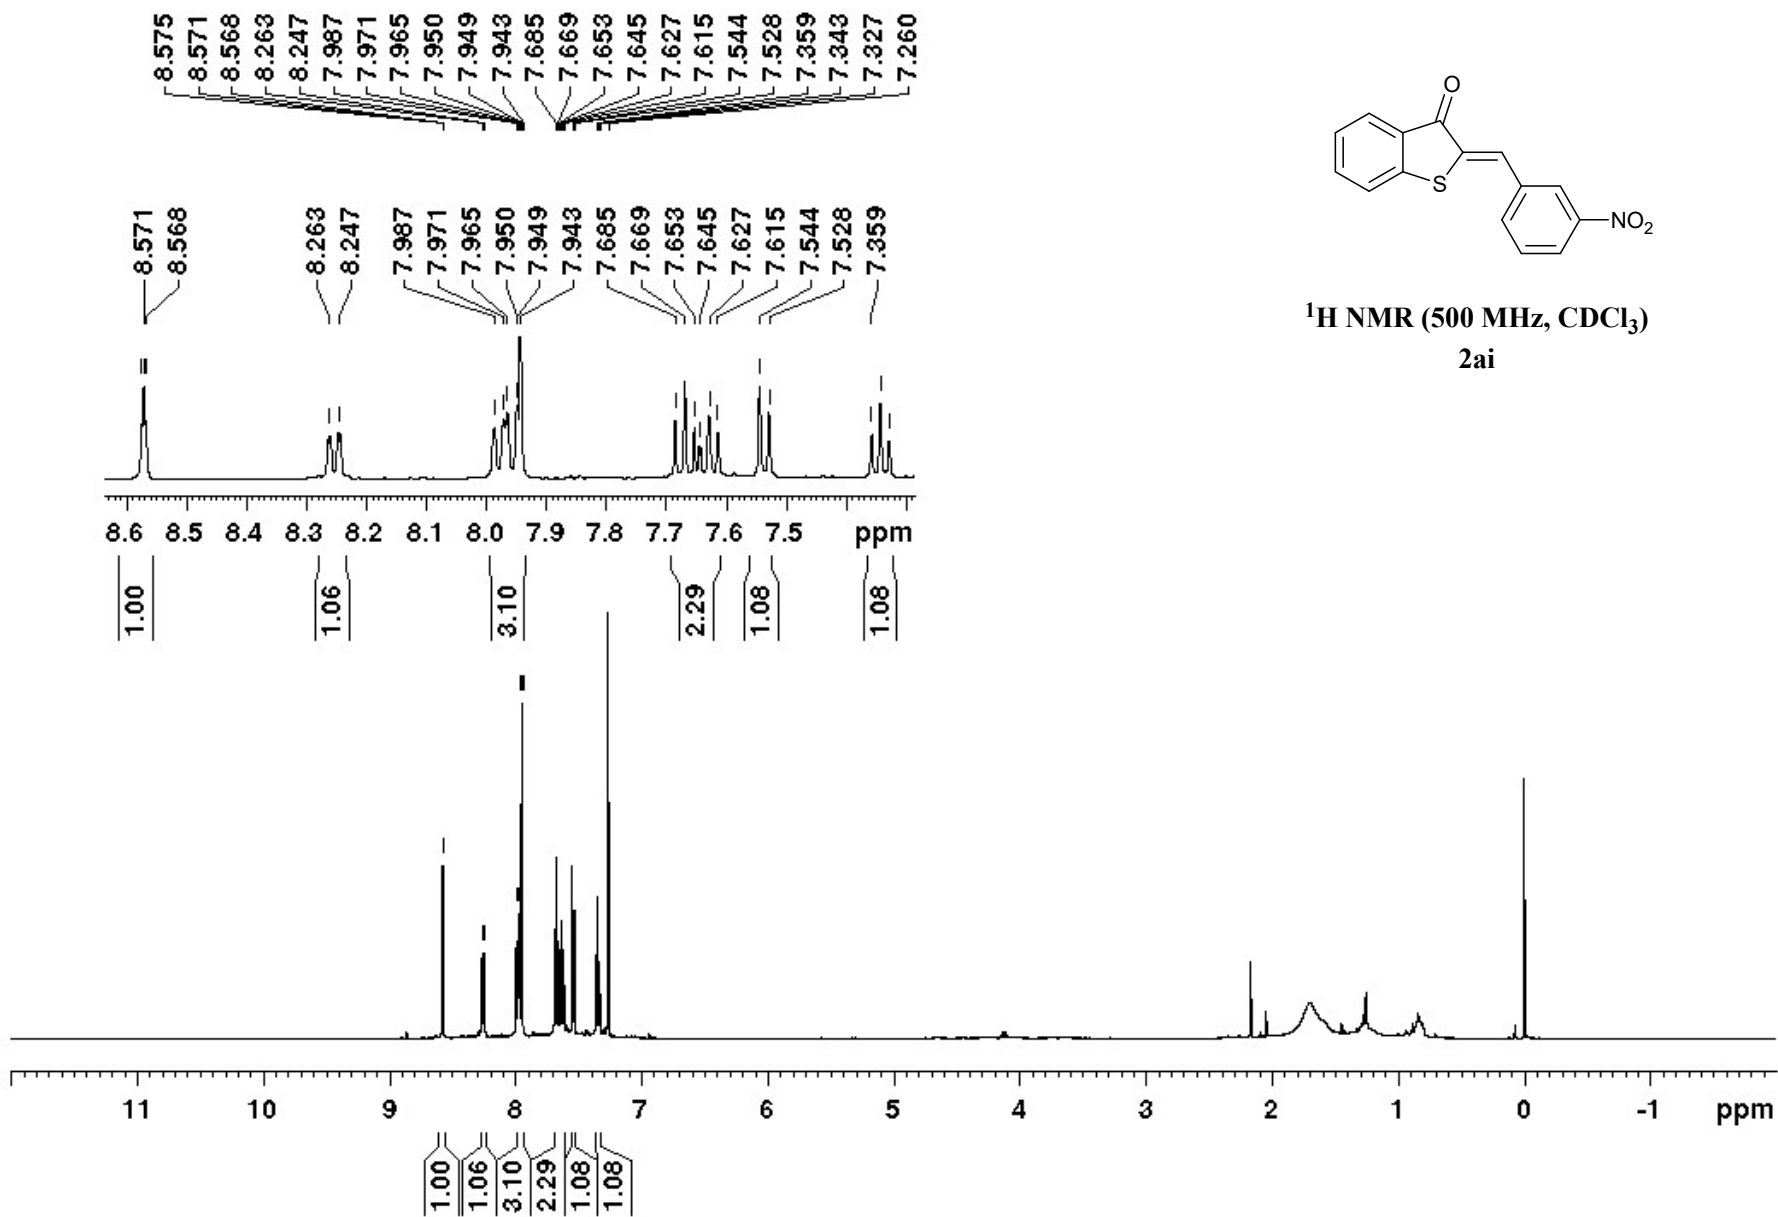 8.575 8.571 8.568 8.263 8.247 7.987 7.971 7.965 7.950 7.949 7.943 7.685 7.669 7.653 7.645 7.627 7.615 7.544 7.528 7.359 7.343 7.327 7.260
O
S
NO2
1H NMR (500 MHz, CDCl3)
2ai
8.571 8.568 8.263 8.247 7.987 7.971 7.965 7.950 7.949 7.943 7.685 7.669 7.653 7.645 7.627 7.615 7.544 7.528 7.359
8.6 8.5 8.4 8.3 8.2 8.1 8.0 7.9 7.8 7.7 7.6 7.5 ppm
1.00 1.06 3.10 2.29 1.08 1.08
11 10 9 8 7 6 5 4 3 2 1 0 -1 ppm
1.00 1.06 3.10 2.29 1.08 1.08